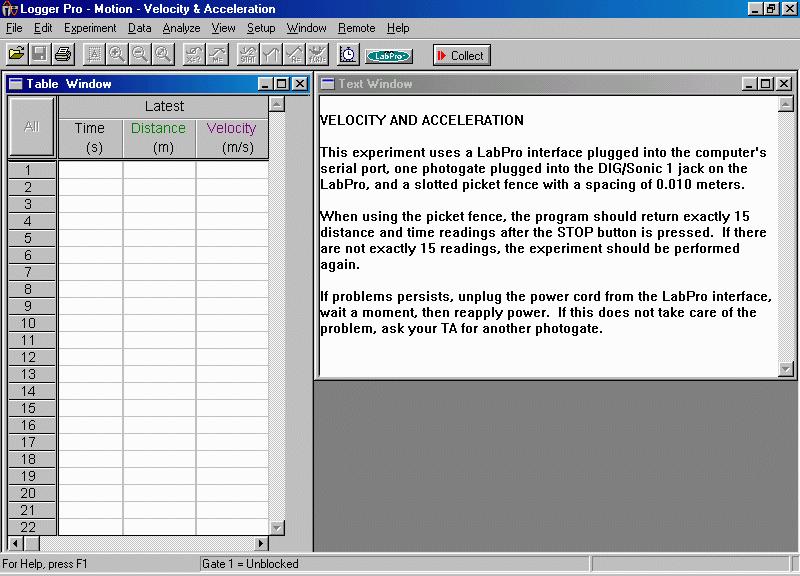 Logger Pro - Motion - Velocity & Acceleration
File Edit Experiment Data Analyze View Setup Window Remote Help
LabPro Collect
Table Window
All
Latest
Time Distance Velocity
(s) (m) (m/s)
1
2
3
4
5
6
7
8
9
10
11
12
13
14
15
16
17
18
19
20
21
22
Text Window
VELOCITY AND ACCELERATION
This experiment uses a LabPro interface plugged into the computer's
serial port, one photogate plugged into the DIG/Sonic 1 jack on the
LabPro, and a slotted picket fence with a spacing of 0.010 meters.
When using the picket fence, the program should return exactly 15
distance and time readings after the STOP button is pressed. If there
are not exactly 15 readings, the experiment should be performed
again.
If problems persists, unplug the power cord from the LabPro interface,
wait a moment, then reapply power. If this does not take care of the
problem, ask your TA for another photogate.
For Help, press F1
Gate 1 = Unblocked